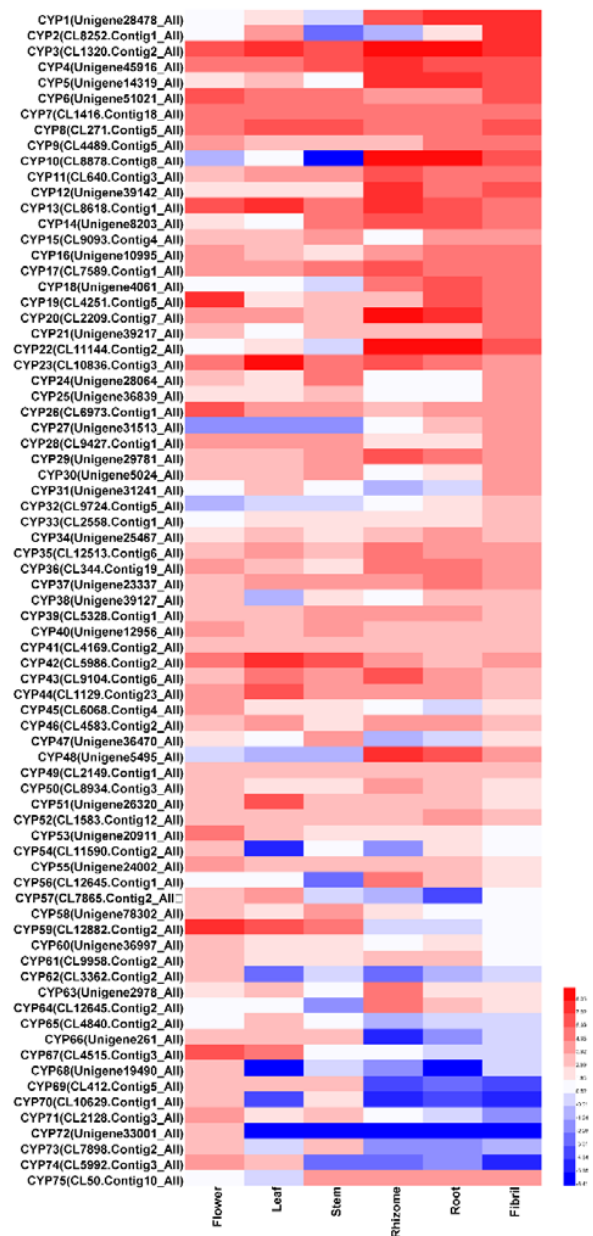 CYP1(Unigene28478_All)
CYP2(CL8252.Contig1_All)
CYP3(CL1320.Contig2_All)
CYP4(Unigene45916_All)
CYP5(Unigene14319_All)
CYP6(Unigene51021_All)
CYP7(CL1416.Contig18_All)
CYP8(CL271.Contig5_All)
CYP9(CL4489.Contig5_All)
CYP10(CL8878.Contig8_All)
CYP11(CL640.Contig3_All)
CYP12(Unigene39142_All)
CYP13(CL8618.Contig1_All)
CYP14(Unigene8203_All)
CYP15(CL9093.Contig4_All)
CYP16(Unigene10995_All)
CYP17(CL7589.Contig1_All)
CYP18(Unigene4061_All)
CYP19(CL4251.Contig5_All)
CYP20(CL2209.Contig7_All)
CYP21(Unigene39217_All)
CYP22(CL11144.Contig2_All)
CYP23(CL10836.Contig3_All)
CYP24(Unigene28064_All)
CYP25(Unigene36839_All)
CYP26(CL6973.Contig1_All)
CYP27(Unigene31513_All)
CYP28(CL9427.Contig1_All)
CYP29(Unigene29781_All)
CYP30(Unigene5024_All)
CYP31(Unigene31241_All)
CYP32(CL9724.Contig5_All)
CYP33(CL2558.Contig1_All)
CYP34(Unigene25467_All)
CYP35(CL12513.Contig6_All)
CYP36(CL344.Contig19_All)
CYP37(Unigene23337_All)
CYP38(Unigene39127_All)
CYP39(CL5328.Contig1_All)
CYP40(Unigene12956_All)
CYP41(CL4169.Contig2_All)
CYP42(CL5986.Contig2_All)
CYP43(CL9104.Contig6_All)
CYP44(CL1129.Contig23_All)
CYP45(CL6068.Contig4_All)
CYP46(CL4583.Contig2_All)
CYP47(Unigene36470_All)
CYP48(Unigene5495_All)
CYP49(CL2149.Contig1_All)
CYP50(CL8934.Contig3_All)
CYP51(Unigene26320_All)
CYP52(CL1583.Contig12_All)
CYP53(Unigene20911_All)
CYP54(CL11590.Contig2_All)
CYP55(Unigene24002_All)
CYP56(CL12645.Contig1_All)
CYP57(CL7865.Contig2_All□
CYP58(Unigene78302_All)
CYP59(CL12882.Contig2_All)
CYP60(Unigene36997_All)
CYP61(CL9958.Contig2_All)
CYP62(CL3362.Contig2_All)
CYP63(Unigene2978_All)
CYP64(CL12645.Contig2_All)
CYP65(CL4840.Contig2_All)
CYP66(Unigene261_All)
CYP67(CL4515.Contig3_All)
CYP68(Unigene19490_All)
CYP69(CL412.Contig5_All)
CYP70(CL10629.Contig1_All)
CYP71(CL2128.Contig3_All)
CYP72(Unigene33001_All)
CYP73(CL7898.Contig2_All)
CYP74(CL5992.Contig3_All)
CYP75(CL50.Contig10_All)
Flower
Leaf
Stem
Rhizome
Root
Fibril